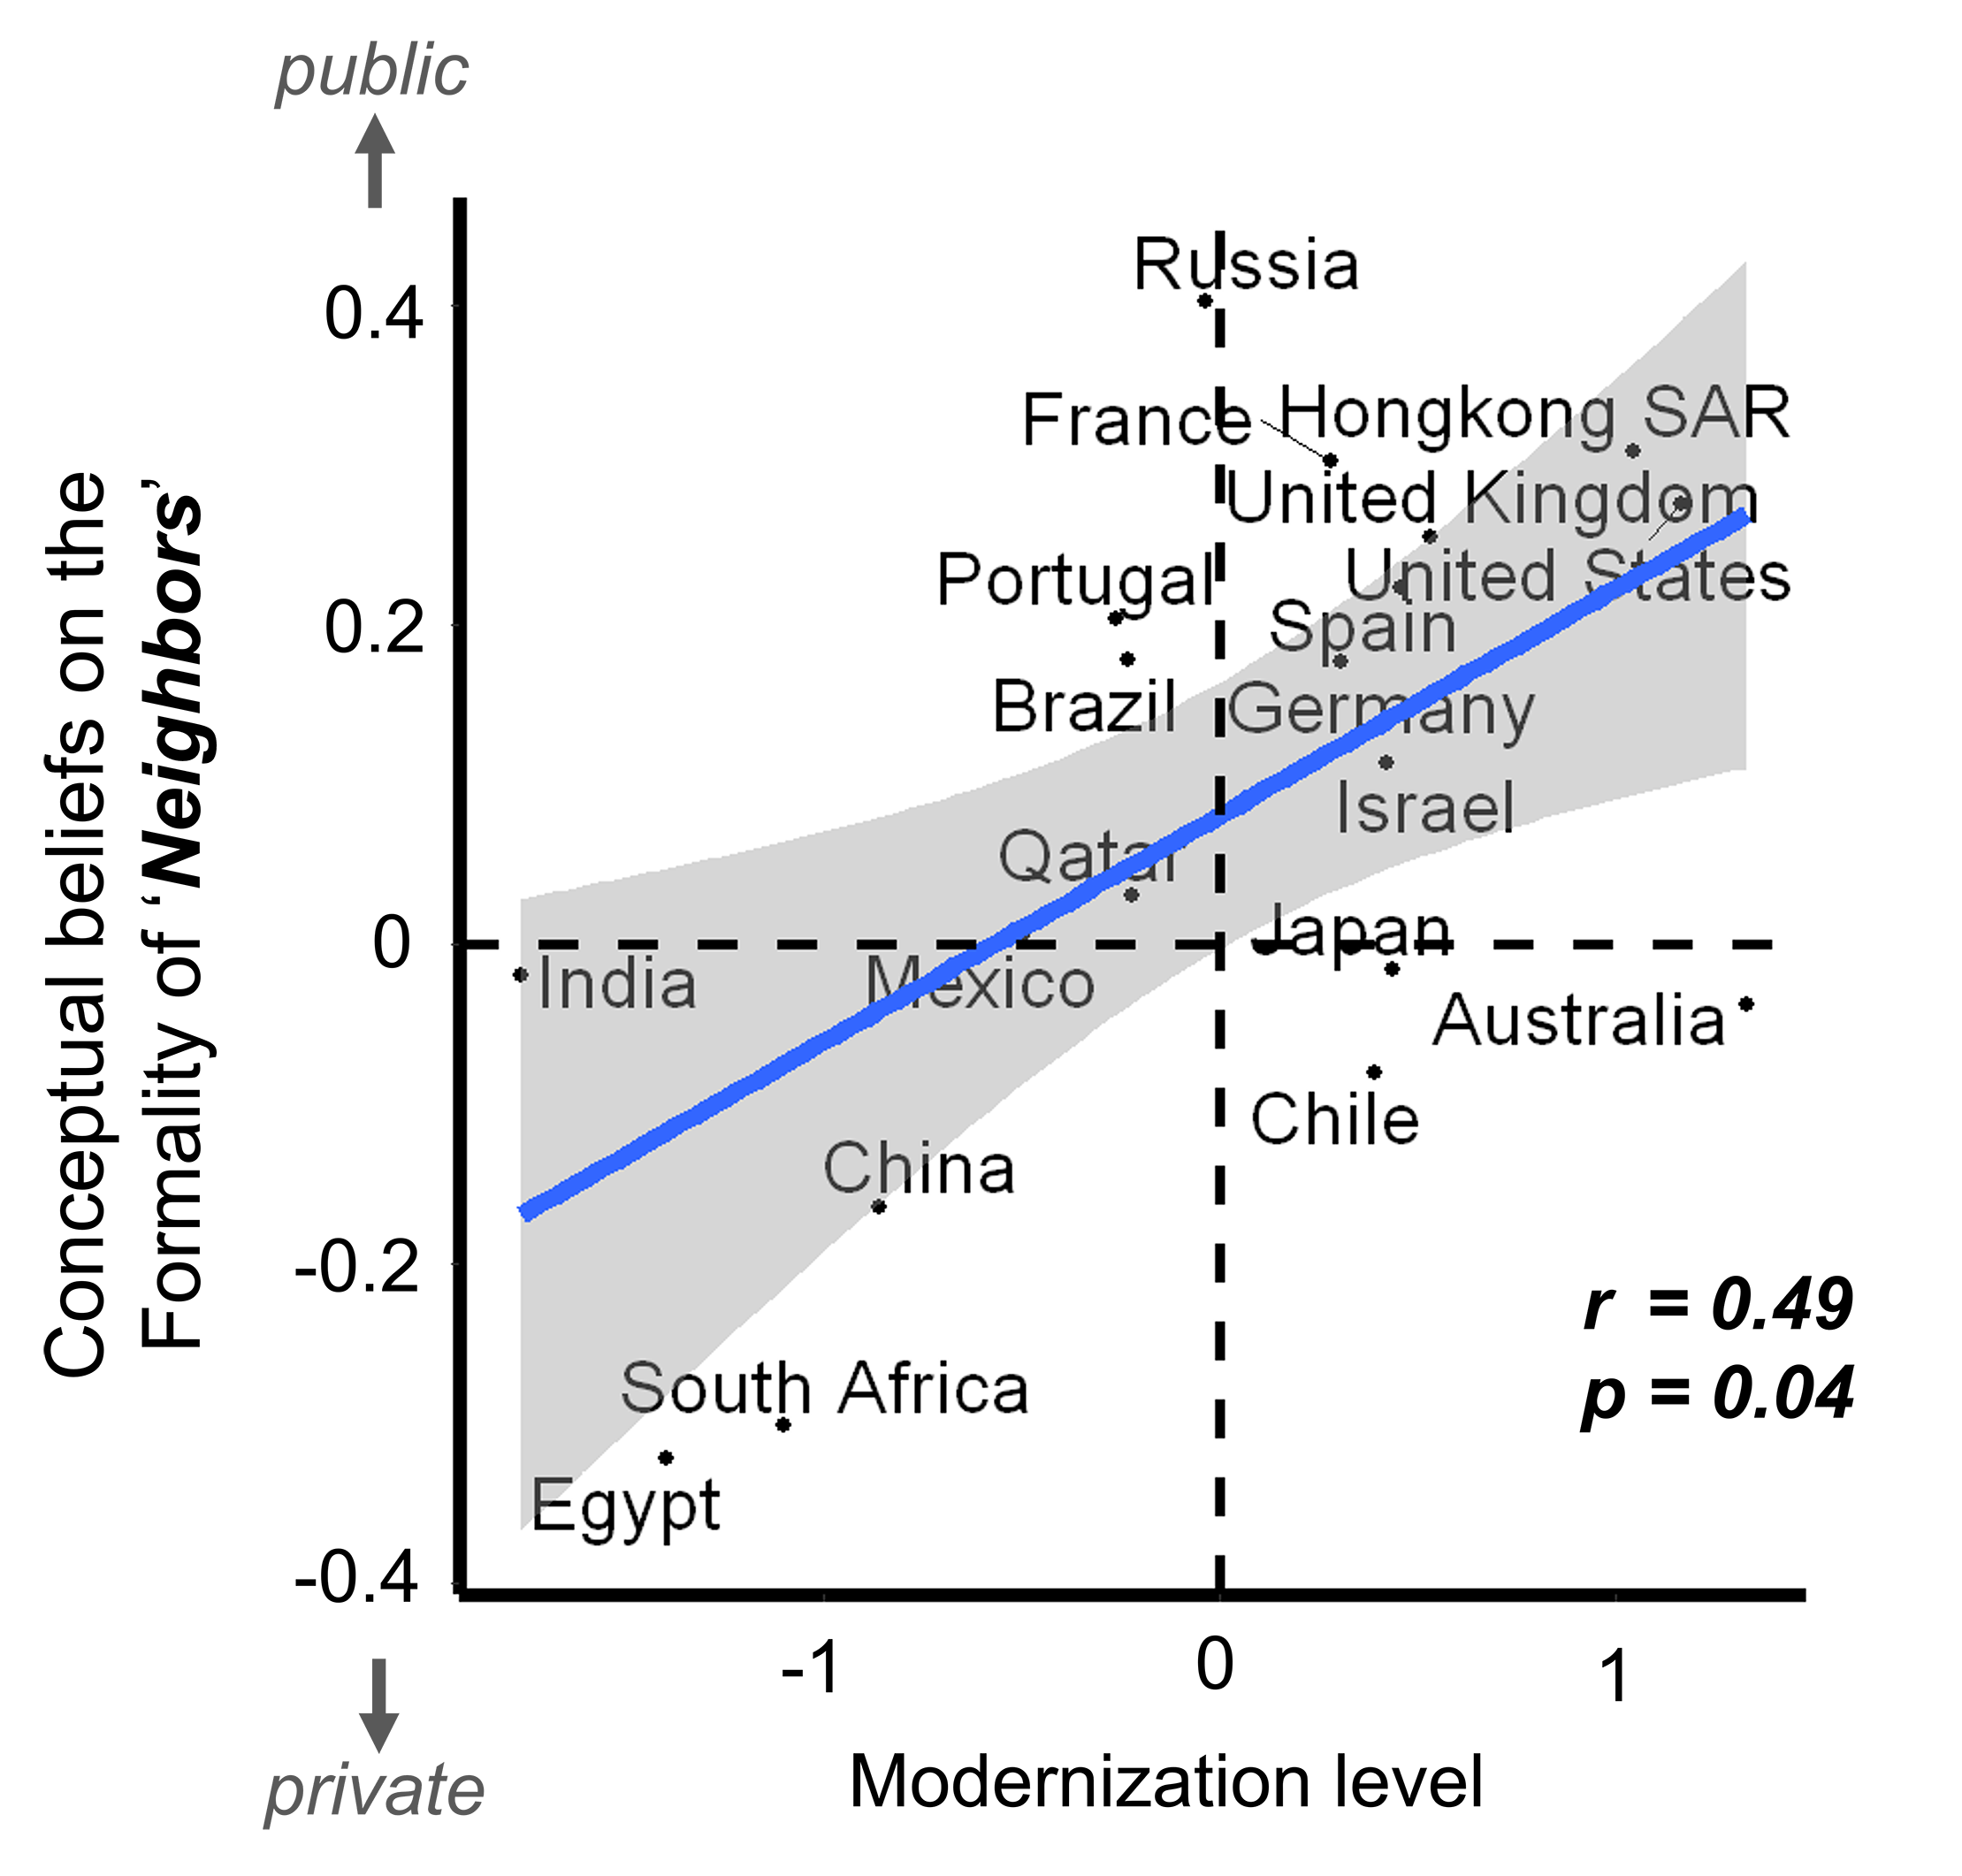 public
Conceptual beliefs on the
Formality of ‘Neighbors’
0.4
0.2
0
-0.2
-0.4
Russia
France
Hongkong SAR
United Kingdom
Portugal
United States
Spain
Brazil
Germany
Israel
Qatar
Japan
India
Mexico
Australia
Chile
China
South Africa
Egypt
r = 0.49
p = 0.04
-1
0
1
Modernization level
private